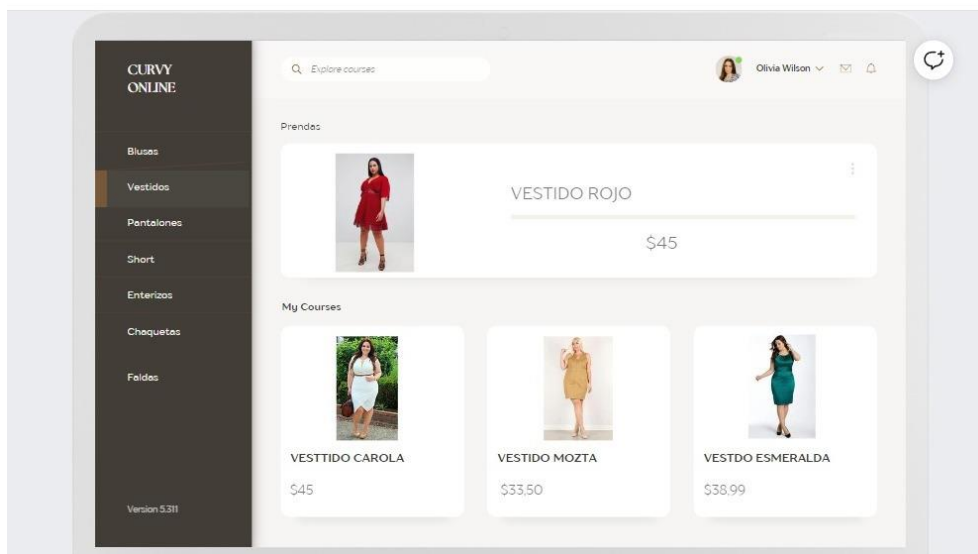 CURVY
ONLINE
Explore courses
Olivia Wilson
Prendas
Blusas
Vestidos
Pantalones
Short
Enterizos
Chaquetas
Faldas
Version 5.311
VESTIDO ROJO
$45
My Courses
VESTTIDO CAROLA
$45
VESTIDO MOZTA
$33,50
VESTDO ESMERALDA
$38,99